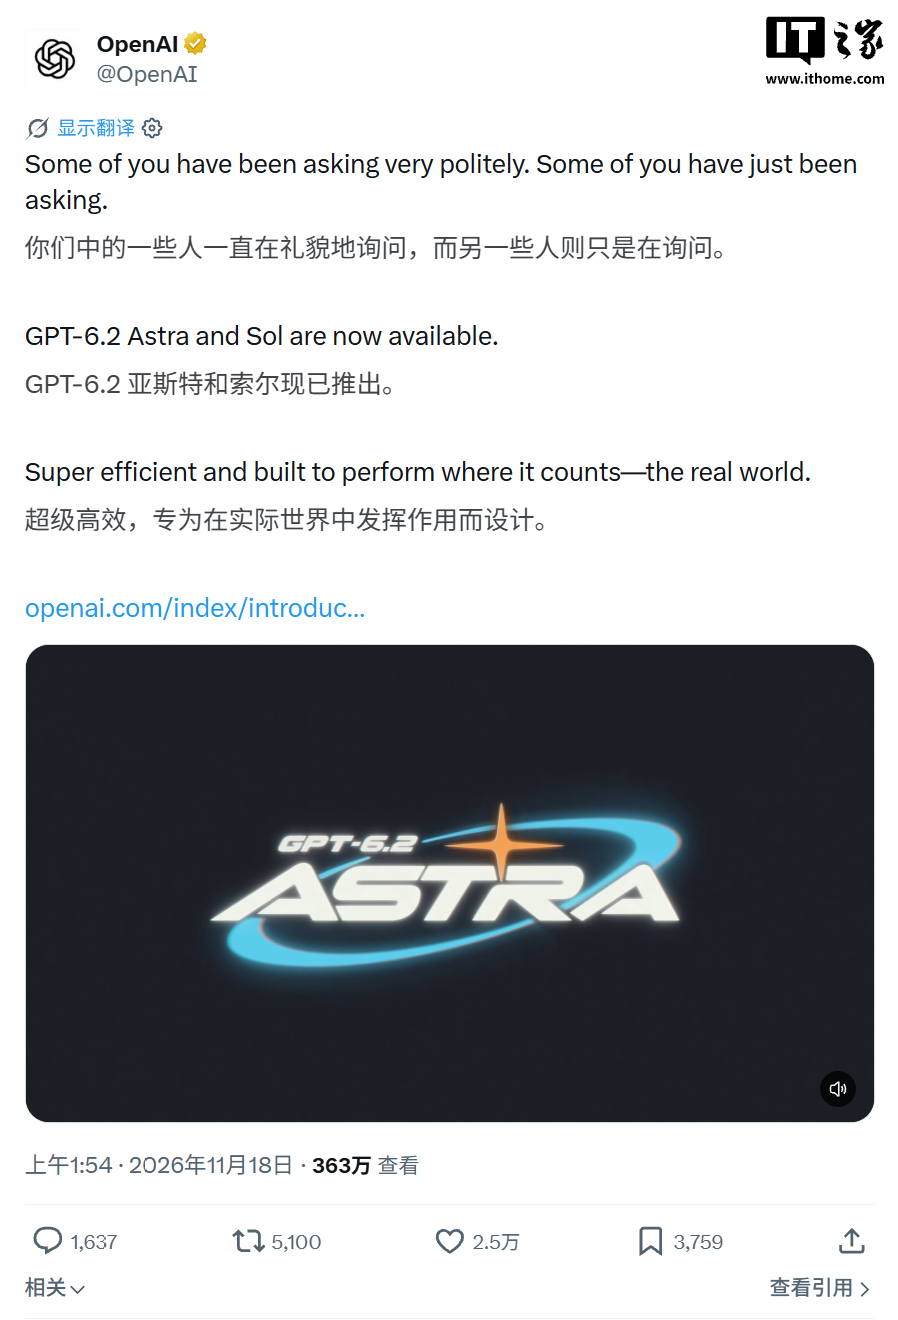 OpenAI
@OpenAI
IT之家
www.ithome.com
显示翻译
Some of you have been asking very politely. Some of you have just been
asking.
你们中的一些人一直在礼貌地询问，而另一些人则只是在询问。
GPT-6.2 Astra and Sol are now available.
GPT-6.2 亚斯特和索尔现已推出。
Super efficient and built to perform where it counts—the real world.
超级高效，专为在实际世界中发挥作用而设计。
openai.com/index/introduc...
GPT-6.2
ASTRA
上午1:54 · 2026年11月18日 · 363万 查看
1,637 5,100 2.5万 3,759
相关 查看引用